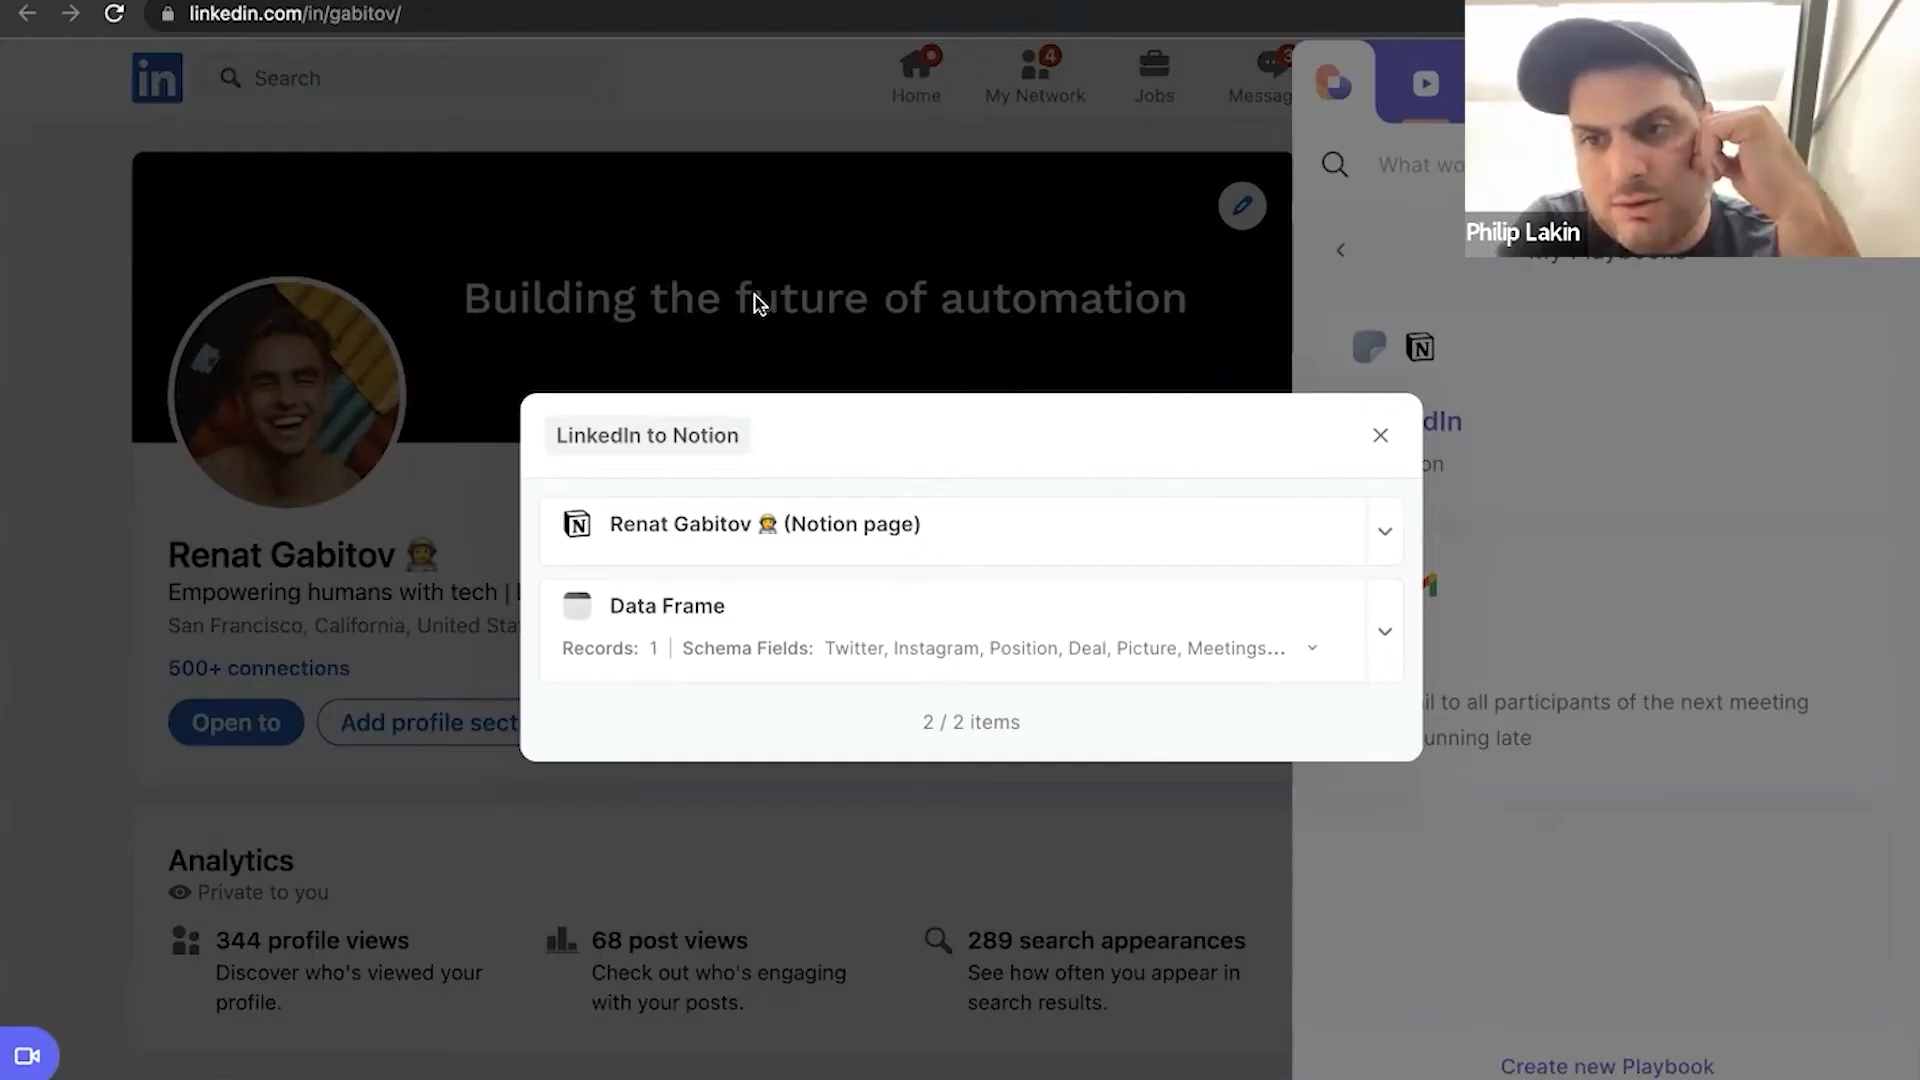 linkedin.com/in/gabitov/
in
Search
Home
4
My Network
Jobs
Messag
What wo
Philip Lakin
Building the future of automation
N
dIn
on
LinkedIn to Notion
N
Renat Gabitov (Notion page)
Data Frame
Records: 1 | Schema Fields: Twitter, Instagram, Position, Deal, Picture, Meetings...
2 / 2 items
Renat Gabitov
Empowering humans with tech |
San Francisco, California, United Sta
500+ connections
Open to
Add profile sect
il to all participants of the next meeting
unning late
Analytics
Private to you
344 profile views
Discover who's viewed your
profile.
68 post views
Check out who's engaging
with your posts.
289 search appearances
See how often you appear in
search results.
Create new Playbook